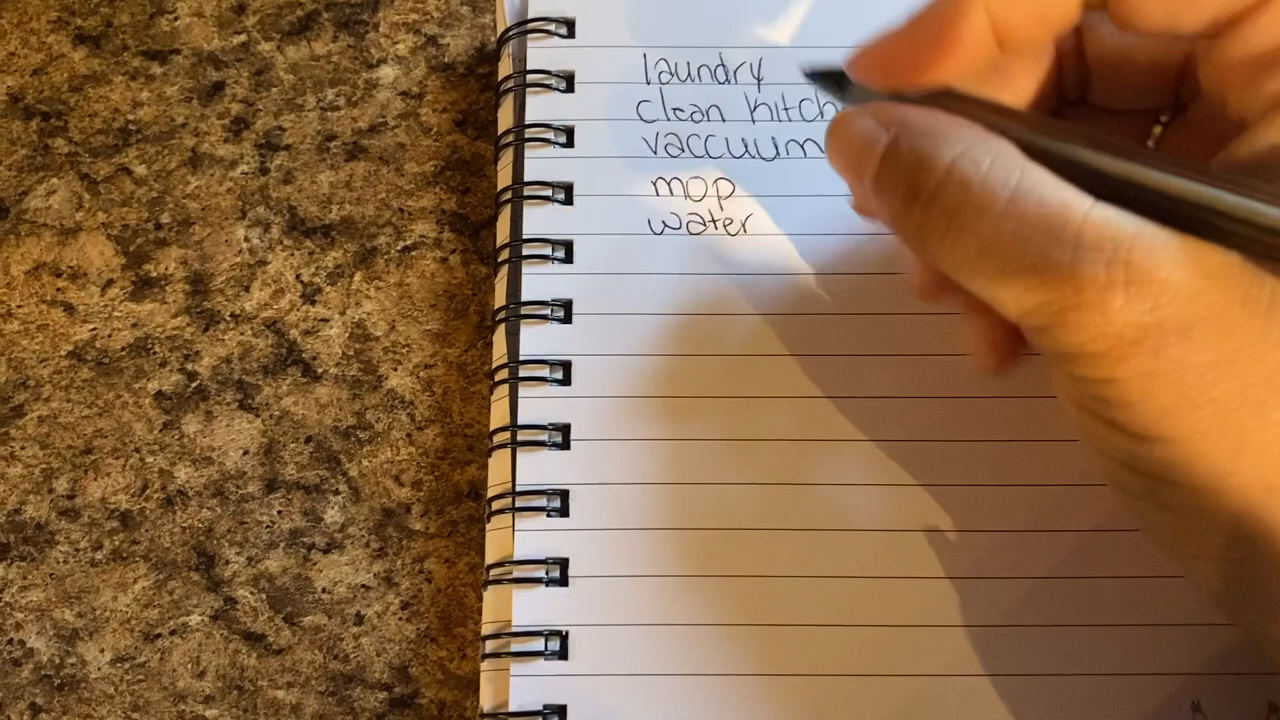 laundry
clean kitch
vaccuum
mop
water